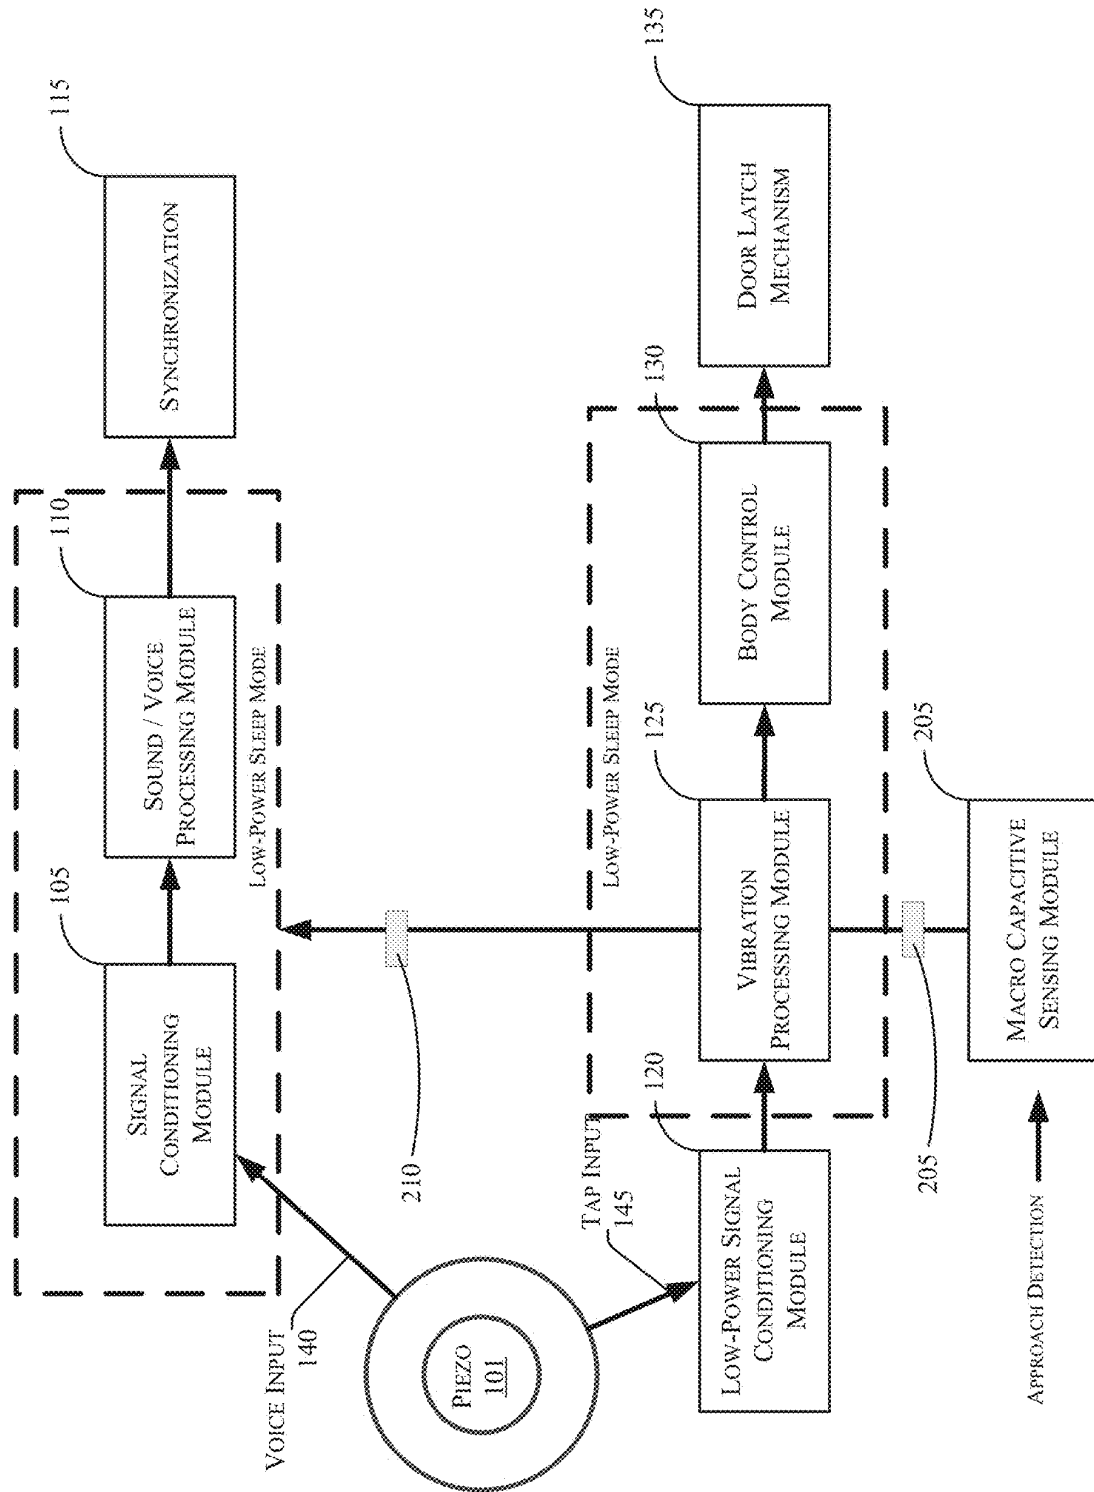 115
SYNCHRONIZATION
110
SOUND / VOICE
PROCESSING MODULE
105
SIGNAL
CONDITIONING
MODULE
LOW-POWER SLEEP MODE
VOICE INPUT
140
210
PIEZO
101
TAP INPUT
145
LOW-POWER SLEEP MODE
135
DOOR LATCH
MECHANISM
130
BODY CONTROL
MODULE
125
VIBRATION
PROCESSING MODULE
120
LOW-POWER SIGNAL
CONDITIONING
MODULE
205
205
MACRO CAPACITIVE
SENSING MODULE
APPROACH DETECTION